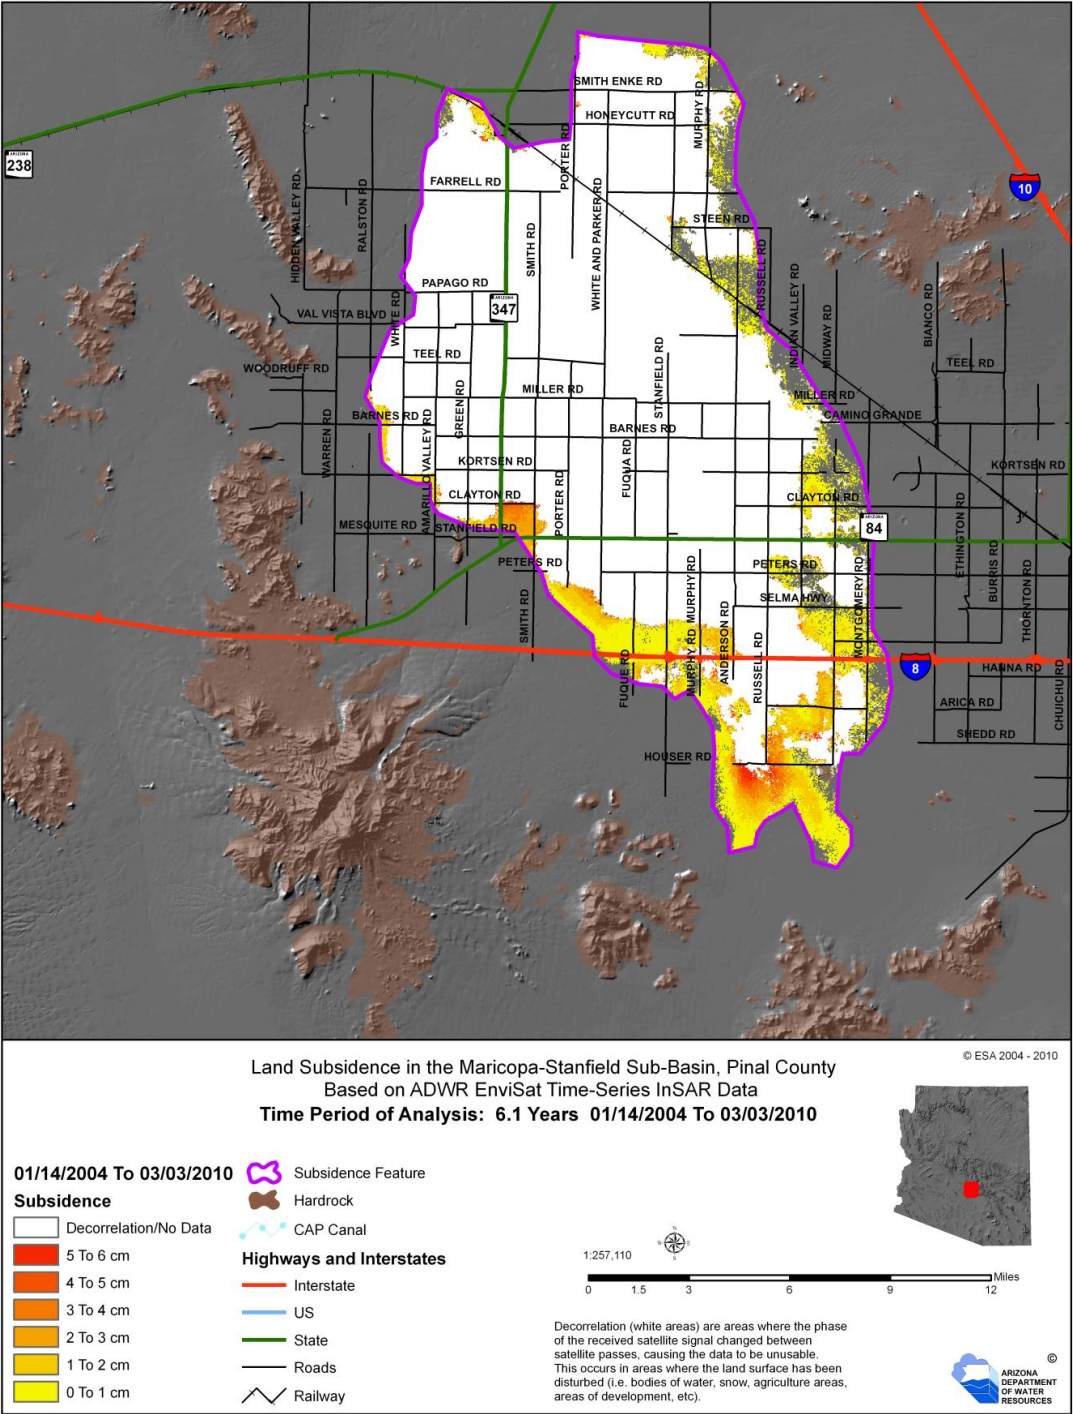 SMITH ENKE RD
HONEYCUTT RD
MURPHY RD
PORTER RD
ARIZONA
238
10
HIDDEN VALLEY RD
RALSTON RD
FARRELL RD
WHITE AND PARKER RD
STEEN RD
SMITH RD
RUSSELL RD
PAPAGO RD
VAL VISTA BLVD
WHITE RD
ARIZONA
347
INDIAN VALLEY RD
MIDWAY RD
BIANCO RD
TEEL RD
TEEL RD
WOODRUFF RD
STANFIELD RD
MILLER RD
MILLER RD
GREEN RD
BARNES RD
CAMINO GRANDE
BARNES RD
WARREN RD
AMARILLO VALLEY RD
FUQUA RD
KORTSEN RD
KORTSEN RD
CLAYTON RD
CLAYTON RD
PORTER RD
MESQUITE RD
STANFIELD RD
ARIZONA
84
ETHINGTON RD
BURRIS RD
THORNTON RD
PETERS RD
PETERS RD
SELMA HWY
MONTGOMERY RD
SMITH RD
MURPHY RD
MURPHY RD
ANDERSON RD
RUSSELL RD
FUQUE RD
8
HANNA RD
CHUICHU RD
ARICA RD
SHEDD RD
HOUSER RD
© ESA 2004 - 2010
Land Subsidence in the Maricopa-Stanfield Sub-Basin, Pinal County
Based on ADWR EnviSat Time-Series InSAR Data
Time Period of Analysis: 6.1 Years 01/14/2004 To 03/03/2010
01/14/2004 To 03/03/2010
Subsidence
Decorrelation/No Data
5 To 6 cm
4 To 5 cm
3 To 4 cm
2 To 3 cm
1 To 2 cm
0 To 1 cm
Subsidence Feature
Hardrock
CAP Canal
Highways and Interstates
Interstate
US
State
Roads
Railway
N
W E
S
1:257,110
Miles
0 1.5 3 6 9 12
Decorrelation (white areas) are areas where the phase
of the received satellite signal changed between
satellite passes, causing the data to be unusable.
This occurs in areas where the land surface has been
disturbed (i.e. bodies of water, snow, agriculture areas,
areas of development, etc).
©
ARIZONA
DEPARTMENT
OF WATER
RESOURCES